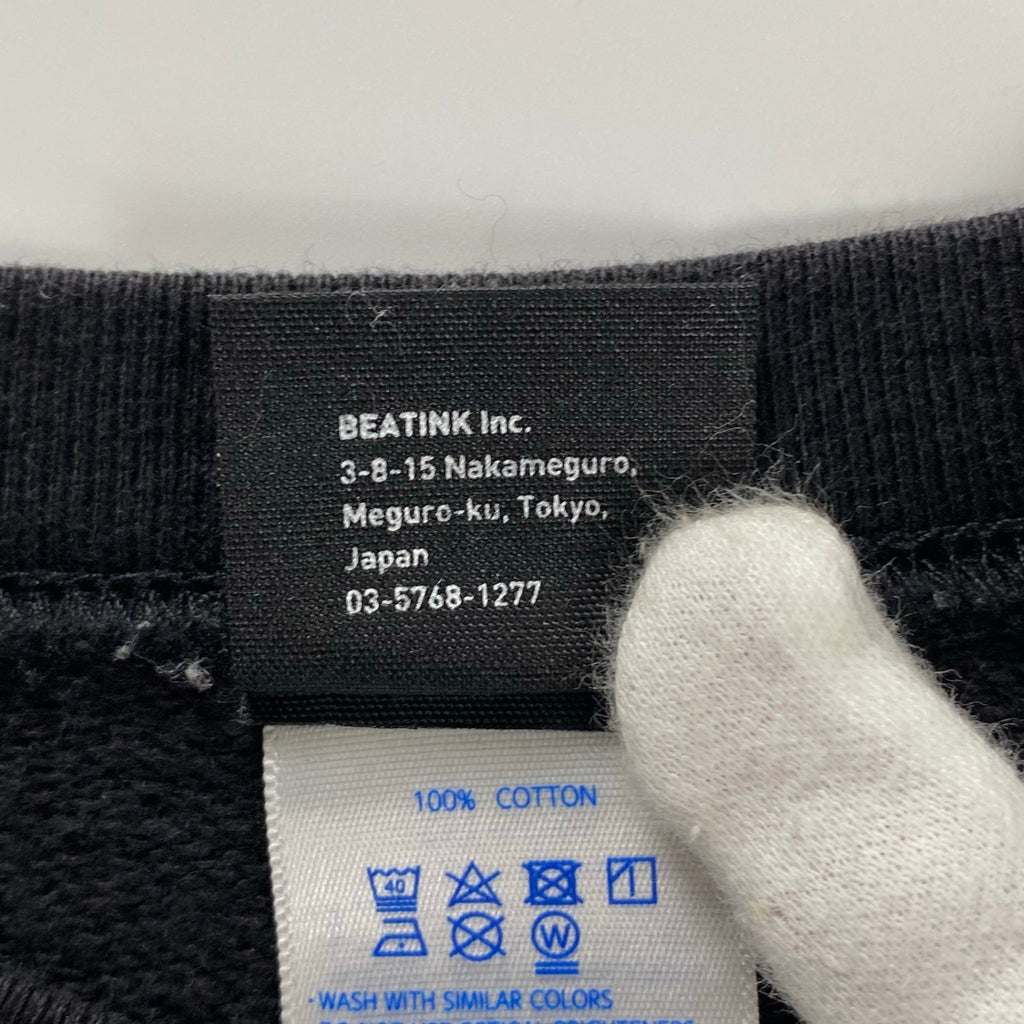 BEATINK Inc.
3-8-15 Nakameguro,
Meguro-ku, Tokyo,
Japan
03-5768-1277
100% COTTON
40
W
· WASH WITH SIMILAR COLORS